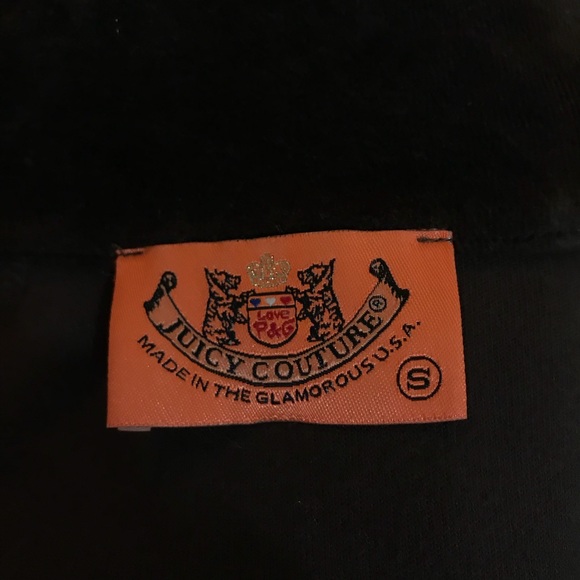 Love
P&G
JUICY COUTURE®
MADE IN THE GLAMOROUS U.S.A.
S